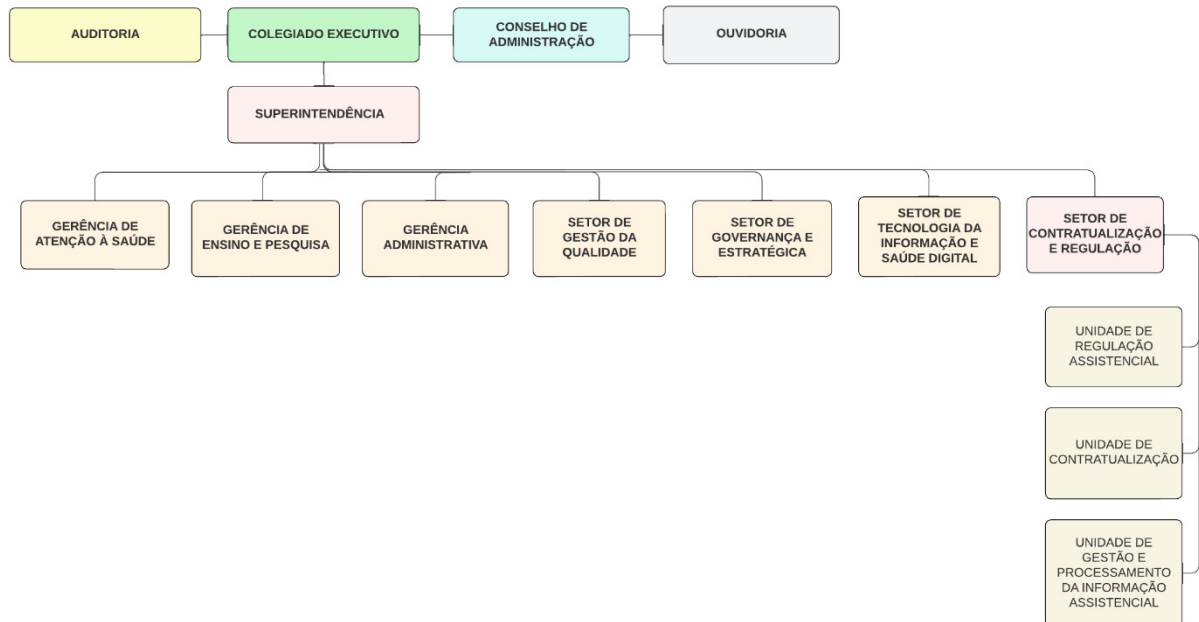 AUDITORIA
COLEGIADO EXECUTIVO
CONSELHO DE
ADMINISTRAÇÃO
OUVIDORIA
SUPERINTENDÊNCIA
GERÊNCIA DE
ATENÇÃO À SAÚDE
GERÊNCIA DE
ENSINO E PESQUISA
GERÊNCIA
ADMINISTRATIVA
SETOR DE
GESTÃO DA
QUALIDADE
SETOR DE
GOVERNANÇA E
ESTRATÉGICA
SETOR DE
TECNOLOGIA DA
INFORMAÇÃO E
SAÚDE DIGITAL
SETOR DE
CONTRATUALIZAÇÃO
E REGULAÇÃO
UNIDADE DE
REGULAÇÃO
ASSISTENCIAL
UNIDADE DE
CONTRATUALIZAÇÃO
UNIDADE DE
GESTÃO E
PROCESSAMENTO
DA INFORMAÇÃO
ASSISTENCIAL